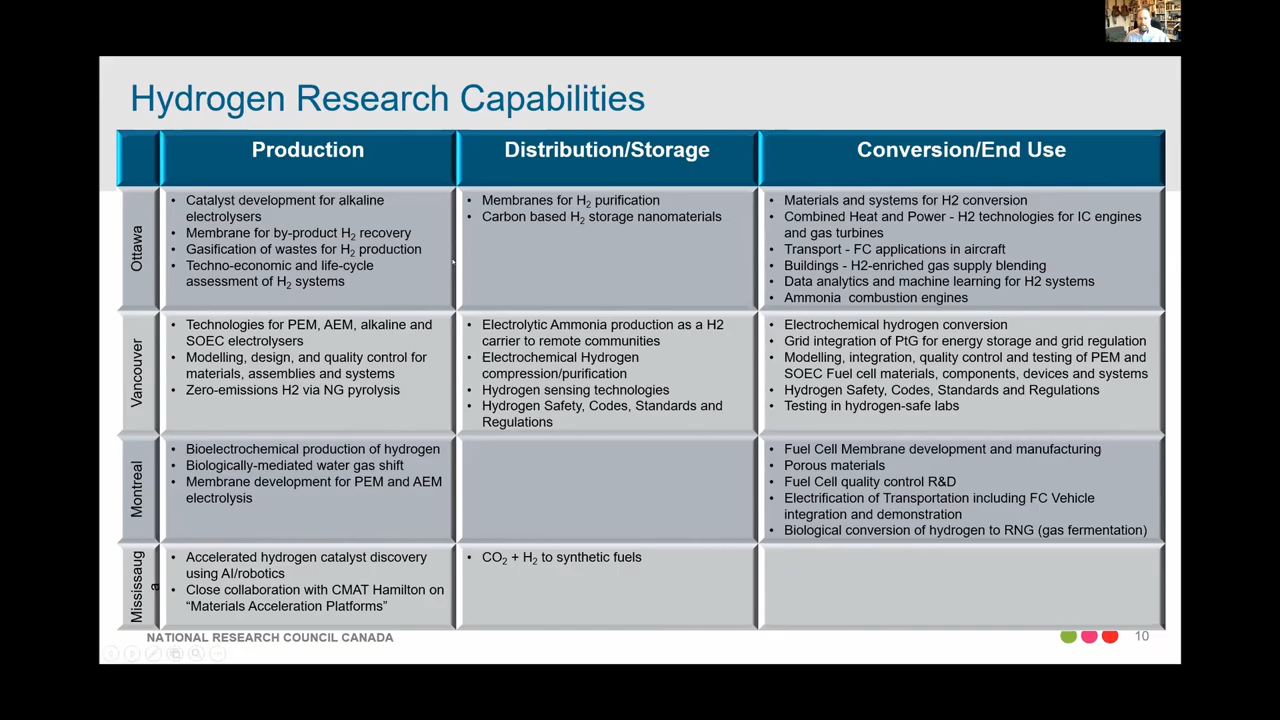 Hydrogen Research Capabilities
Production
Distribution/Storage
Conversion/End Use
Ottawa
• Catalyst development for alkaline
electrolysers
• Membrane for by-product H₂ recovery
• Gasification of wastes for H₂ production
• Techno-economic and life-cycle
assessment of H₂ systems
• Membranes for H₂ purification
• Carbon based H₂ storage nanomaterials
• Materials and systems for H2 conversion
• Combined Heat and Power - H2 technologies for IC engines
and gas turbines
• Transport - FC applications in aircraft
• Buildings - H2-enriched gas supply blending
• Data analytics and machine learning for H2 systems
• Ammonia combustion engines
Vancouver
• Technologies for PEM, AEM, alkaline and
SOEC electrolysers
• Modelling, design, and quality control for
materials, assemblies and systems
• Zero-emissions H2 via NG pyrolysis
• Electrolytic Ammonia production as a H2
carrier to remote communities
• Electrochemical Hydrogen
compression/purification
• Hydrogen sensing technologies
• Hydrogen Safety, Codes, Standards and
Regulations
• Electrochemical hydrogen conversion
• Grid integration of PtG for energy storage and grid regulation
• Modelling, integration, quality control and testing of PEM and
SOEC Fuel cell materials, components, devices and systems
• Hydrogen Safety, Codes, Standards and Regulations
• Testing in hydrogen-safe labs
Montreal
• Bioelectrochemical production of hydrogen
• Biologically-mediated water gas shift
• Membrane development for PEM and AEM
electrolysis
• Fuel Cell Membrane development and manufacturing
• Porous materials
• Fuel Cell quality control R&D
• Electrification of Transportation including FC Vehicle
integration and demonstration
• Biological conversion of hydrogen to RNG (gas fermentation)
Mississaug
a
• Accelerated hydrogen catalyst discovery
using AI/robotics
• Close collaboration with CMAT Hamilton on
“Materials Acceleration Platforms”
• CO₂ + H₂ to synthetic fuels
NATIONAL RESEARCH COUNCIL CANADA
10